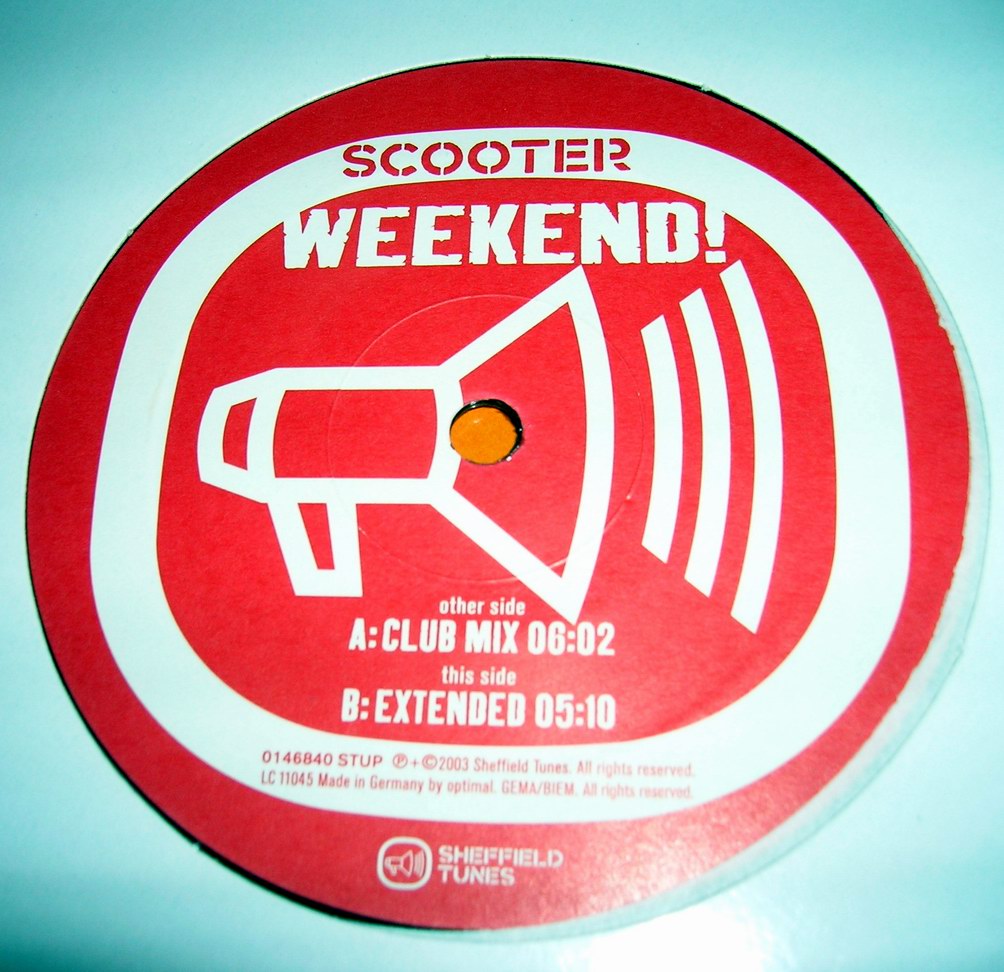 SCOOTER
WEEKEND!
other side
A: CLUB MIX 06:02
this side
B: EXTENDED 05:10
0146840 STUP ℗+©2003 Sheffield Tunes. All rights reserved.
LC 11045 Made in Germany by optimal. GEMA/BIEM. All rights reserved.
SHEFFIELD
TUNES